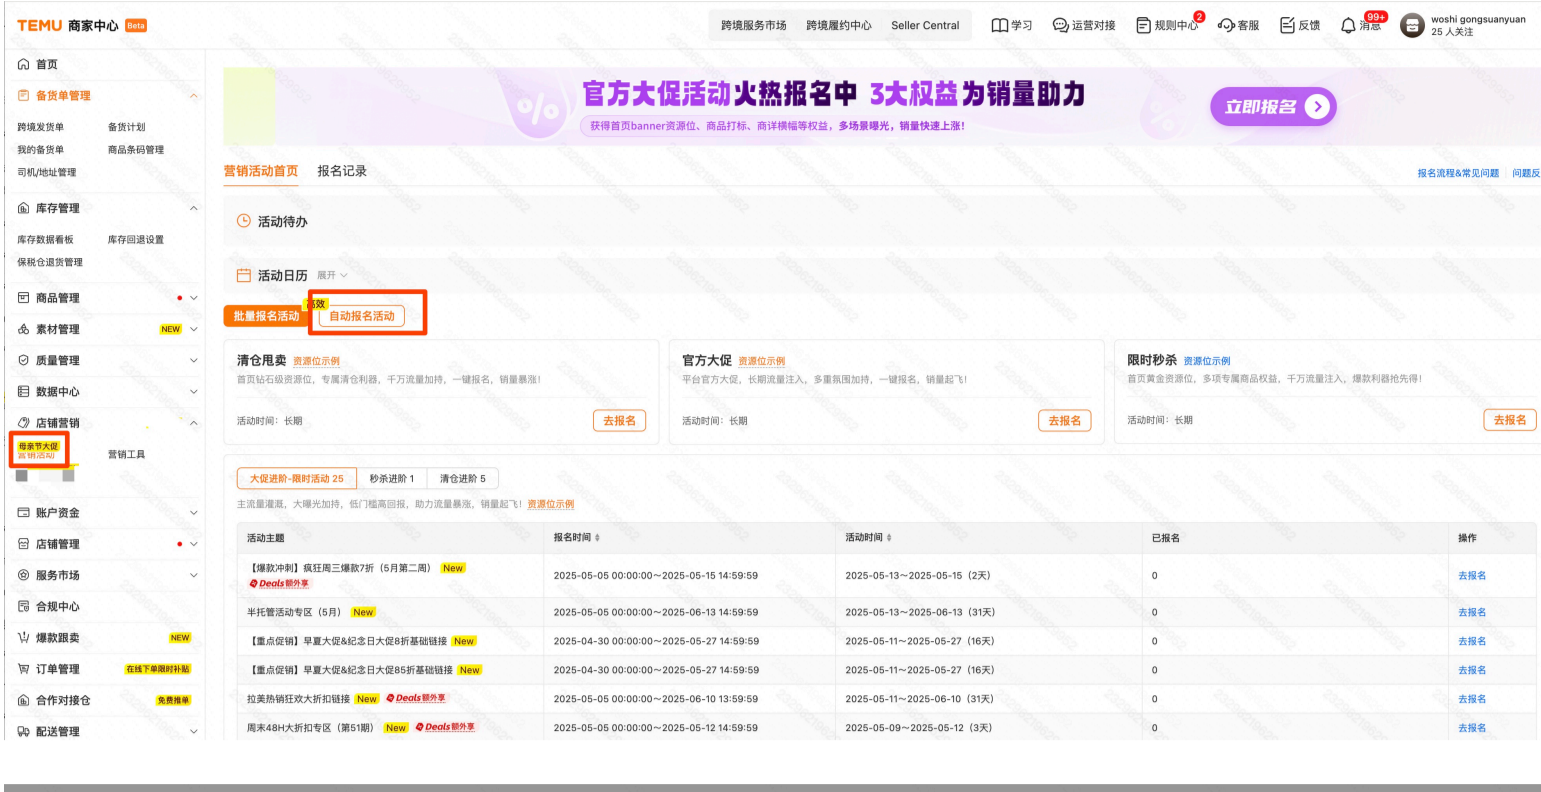 TEMU 商家中心 Beta
跨境服务市场 跨境履约中心 Seller Central 学习 运营对接 规则中心 2 客服 反馈 消息 99+ woshi gongsuanyuan
25 人关注
首页
备货单管理
跨境发货单 备货计划
我的备货单 商品条码管理
司机/地址管理
库存管理
库存数据看板 库存回退设置
保税仓退货管理
商品管理
素材管理 NEW
质量管理
数据中心
店铺营销
母亲节大促
营销活动 营销工具
账户资金
店铺管理
服务市场
合规中心
爆款跟卖 NEW
订单管理 在线下单限时补贴
合作对接仓 免费推单
配送管理
官方大促活动火热报名中 3大权益为销量助力
获得首页banner资源位、商品打标、商详横幅等权益，多场景曝光，销量快速上涨！
立即报名
营销活动首页 报名记录
报名流程&常见问题 问题反
活动待办
活动日历 展开
高效
批量报名活动 自动报名活动
清仓甩卖 资源位示例
首页钻石级资源位，专属清仓利器，千万流量加持，一键报名，销量暴涨！
活动时间：长期 去报名
官方大促 资源位示例
平台官方大促，长期流量注入，多重氛围加持，一键报名，销量起飞！
活动时间：长期 去报名
限时秒杀 资源位示例
首页黄金资源位，多项专属商品权益，千万流量注入，爆款利器抢先得！
活动时间：长期 去报名
大促进阶-限时活动 25 秒杀进阶 1 清仓进阶 5
主流量灌溉，大曝光加持，低门槛高回报，助力流量暴涨，销量起飞！资源位示例
活动主题 报名时间 活动时间 已报名 操作
【爆款冲刺】疯狂周三爆款7折（5月第二周） New
Deals 额外享 2025-05-05 00:00:00～2025-05-15 14:59:59 2025-05-13～2025-05-15（2天） 0 去报名
半托管活动专区（5月） New 2025-05-05 00:00:00～2025-06-13 14:59:59 2025-05-13～2025-06-13（31天） 0 去报名
【重点促销】早夏大促&纪念日大促8折基础链接 New 2025-04-30 00:00:00～2025-05-27 14:59:59 2025-05-11～2025-05-27（16天） 0 去报名
【重点促销】早夏大促&纪念日大促85折基础链接 New 2025-04-30 00:00:00～2025-05-27 14:59:59 2025-05-11～2025-05-27（16天） 0 去报名
拉美热销狂欢大折扣链接 New Deals 额外享 2025-05-05 00:00:00～2025-06-10 13:59:59 2025-05-11～2025-06-10（31天） 0 去报名
周末48H大折扣专区（第51期） New Deals 额外享 2025-05-05 00:00:00～2025-05-12 14:59:59 2025-05-09～2025-05-12（3天） 0 去报名